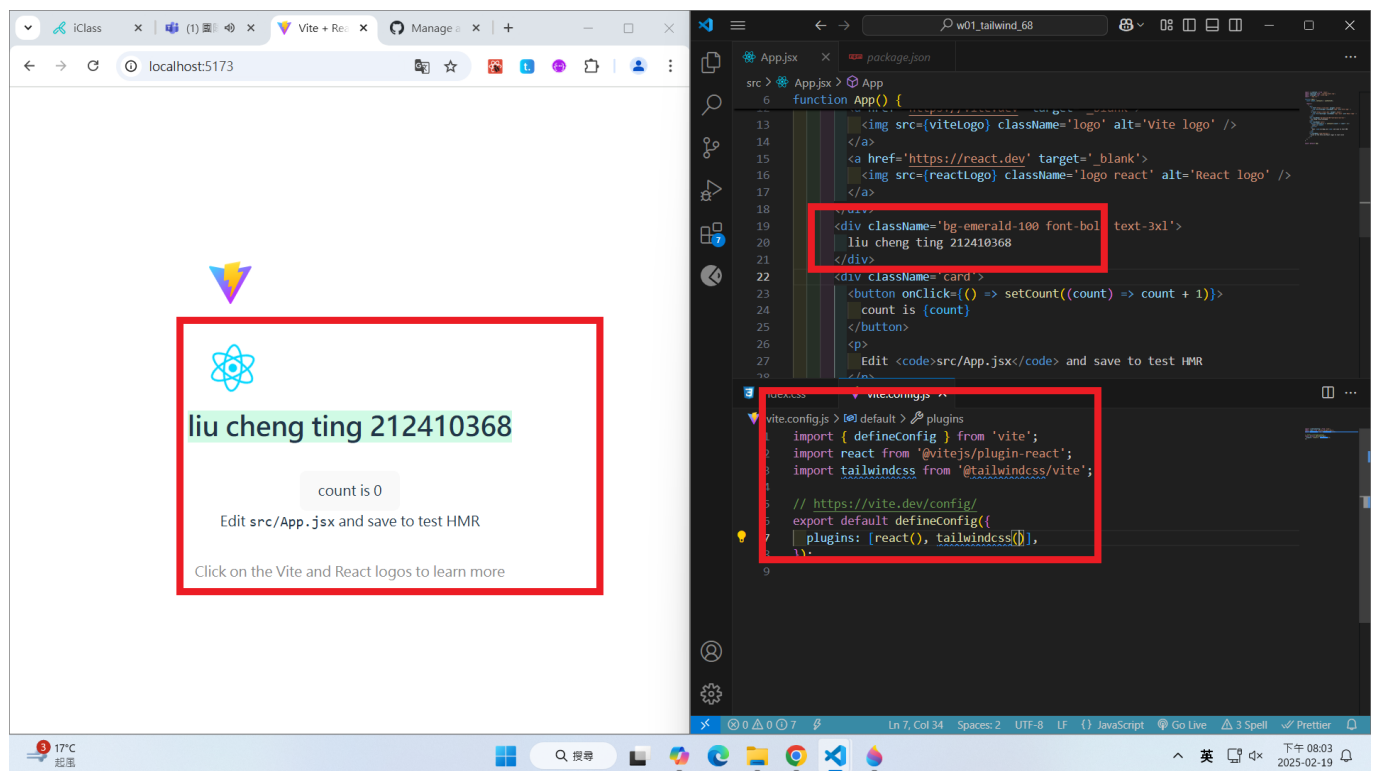 iClass
(1) 團
Vite + Rea
Manage a
localhost:5173
liu cheng ting 212410368
count is 0
Edit src/App.jsx and save to test HMR
Click on the Vite and React logos to learn more
w01_tailwind_68
App.jsx
package.json
src > App.jsx > App
6 function App() {
13 <img src={viteLogo} className='logo' alt='Vite logo' />
14 </a>
15 <a href='https://react.dev' target='_blank'>
16 <img src={reactLogo} className='logo react' alt='React logo' />
17 </a>
18 </div>
19 <div className='bg-emerald-100 font-bol text-3xl'>
20 liu cheng ting 212410368
21 </div>
22 <div className='card'>
23 <button onClick={() => setCount((count) => count + 1)}>
24 count is {count}
25 </button>
26 <p>
27 Edit <code>src/App.jsx</code> and save to test HMR
28 </p>
index.css
vite.config.js
vite.config.js > default > plugins
1 import { defineConfig } from 'vite';
2 import react from '@vitejs/plugin-react';
3 import tailwindcss from '@tailwindcss/vite';
4
5 // https://vite.dev/config/
6 export default defineConfig({
7 plugins: [react(), tailwindcss()],
8 });
9
7
0 0 7
Ln 7, Col 34 Spaces: 2 UTF-8 LF {} JavaScript Go Live 3 Spell Prettier
3
17°C
起風
搜尋
英
下午 08:03
2025-02-19